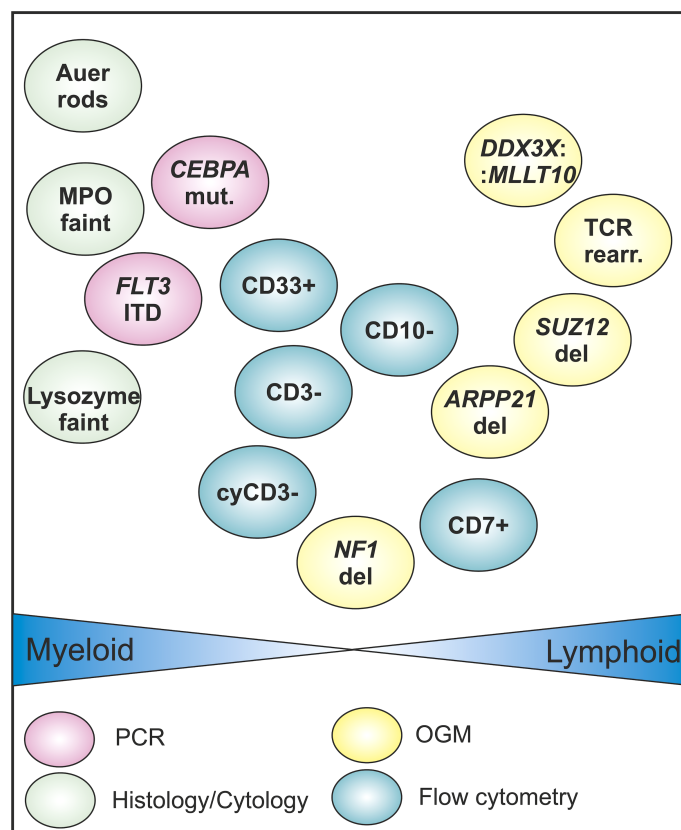 Auer
rods
CEBPA
mut.
DDX3X:
:MLLT10
MPO
faint
TCR
rearr.
FLT3
ITD
CD33+
CD10-
SUZ12
del
Lysozyme
faint
CD3-
ARPP21
del
cyCD3-
CD7+
NF1
del
Myeloid
Lymphoid
PCR
OGM
Histology/Cytology
Flow cytometry